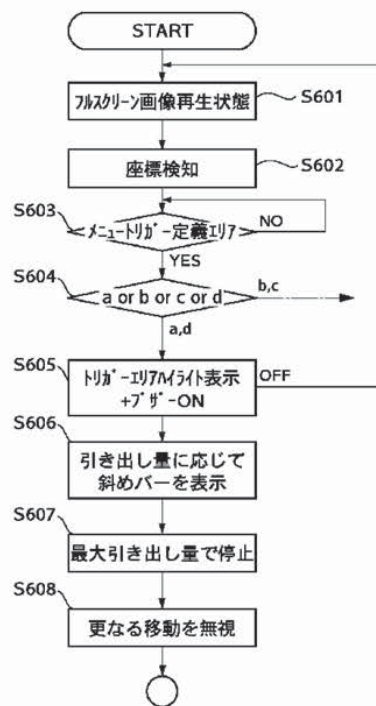 START
ﾌﾙｽｸﾘｰﾝ画像再生状態
S601
座標検知
S602
S603
ﾒﾆｭｰﾄﾘｶﾞｰ定義ｴﾘｱ
NO
YES
S604
a or b or c or d
b,c
a,d
S605
ﾄﾘｶﾞｰｴﾘｱﾊｲﾗｲﾄ表示
+ﾌﾞｻﾞｰON
OFF
S606
引き出し量に応じて
斜めバーを表示
S607
最大引き出し量で停止
S608
更なる移動を無視